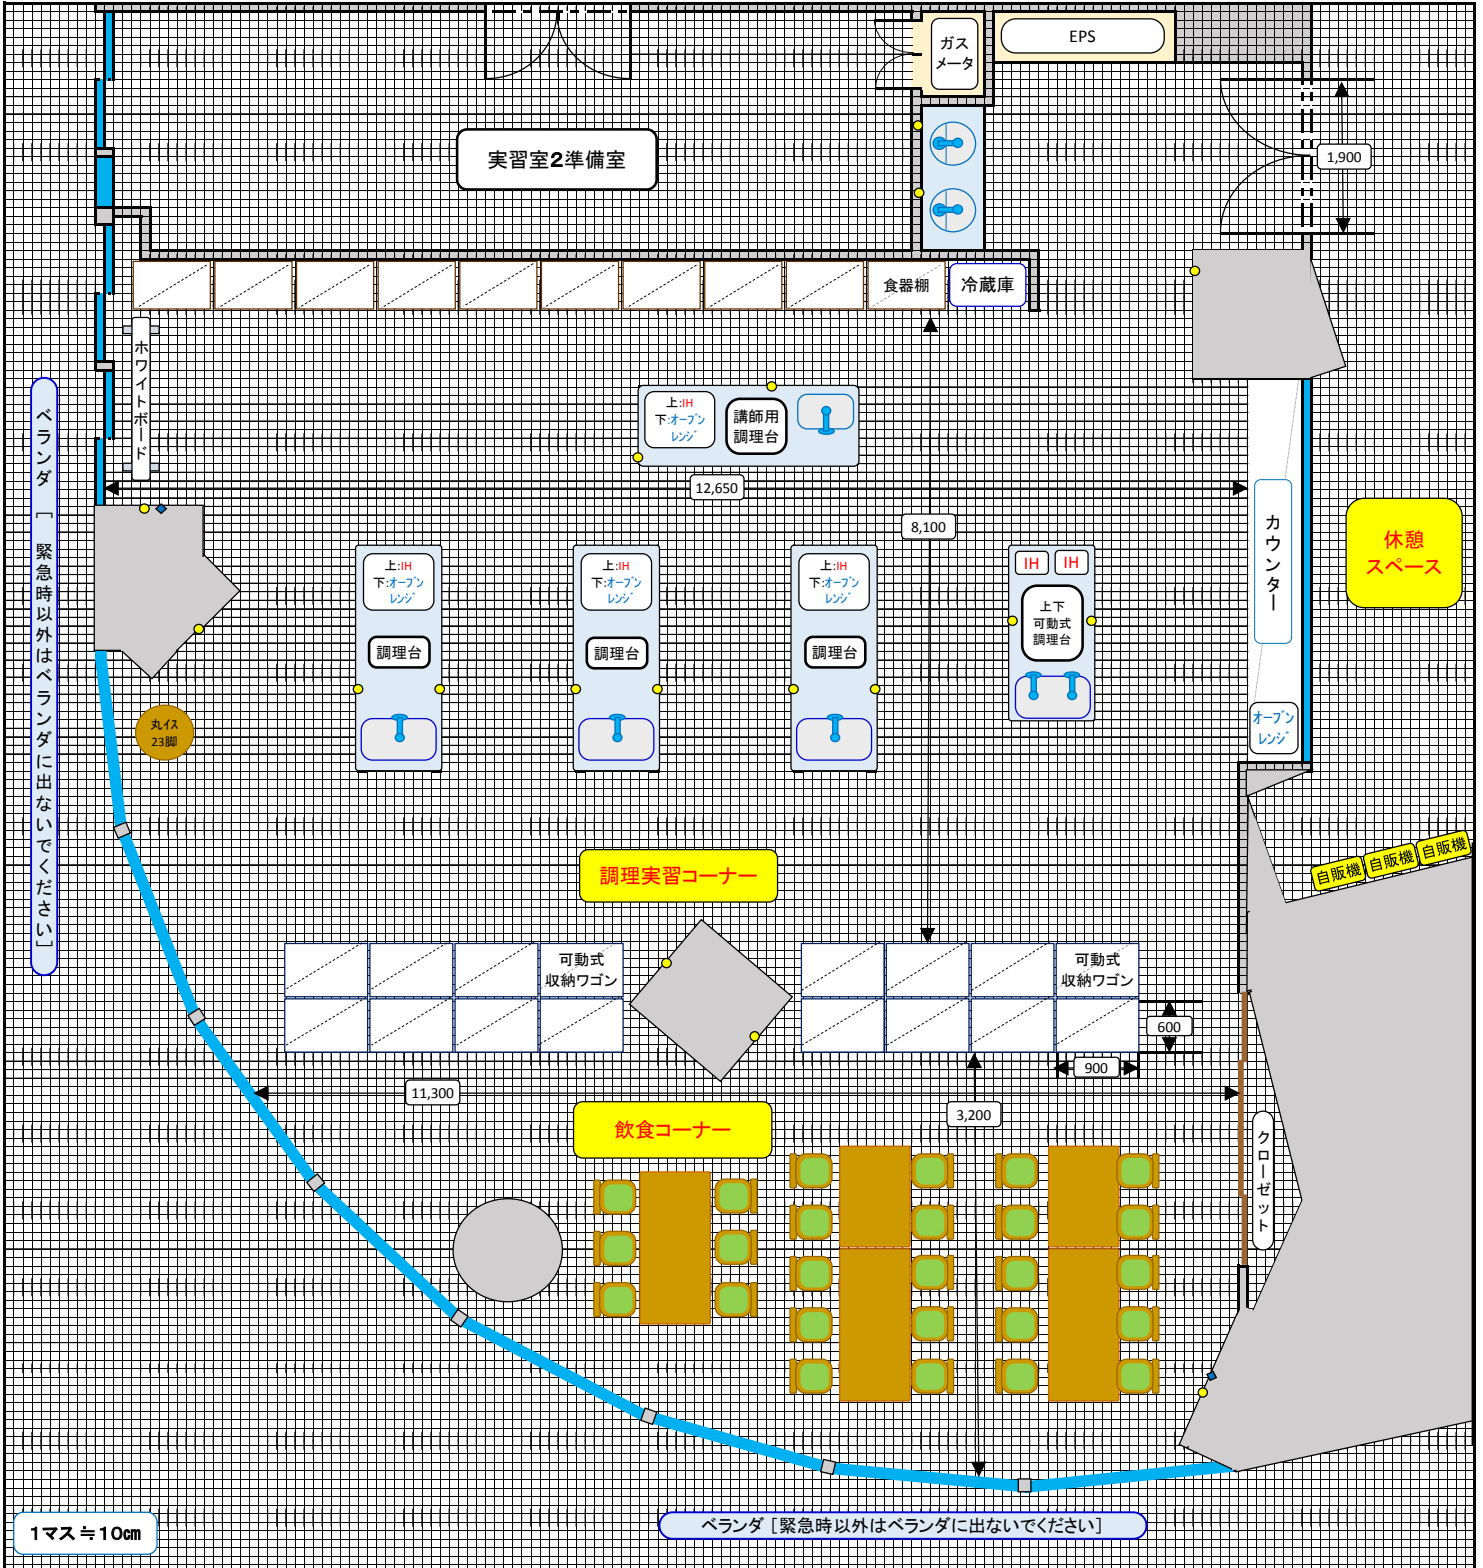 ガス
メータ
EPS
実習室2準備室
1,900
食器棚
冷蔵庫
ホワイトボード
上:IH
下:オーブン
レンジ
講師用
調理台
12,650
8,100
カウンター
休憩
スペース
ベランダ [ 緊急時以外はベランダに出ないでください]
上:IH
下:オーブン
レンジ
調理台
上:IH
下:オーブン
レンジ
調理台
上:IH
下:オーブン
レンジ
調理台
IH
IH
上下
可動式
調理台
オーブン
レンジ
丸イス
23脚
自販機
自販機
自販機
調理実習コーナー
可動式
収納ワゴン
可動式
収納ワゴン
600
900
11,300
3,200
飲食コーナー
クローゼット
1マス≒10㎝
ベランダ [緊急時以外はベランダに出ないでください]